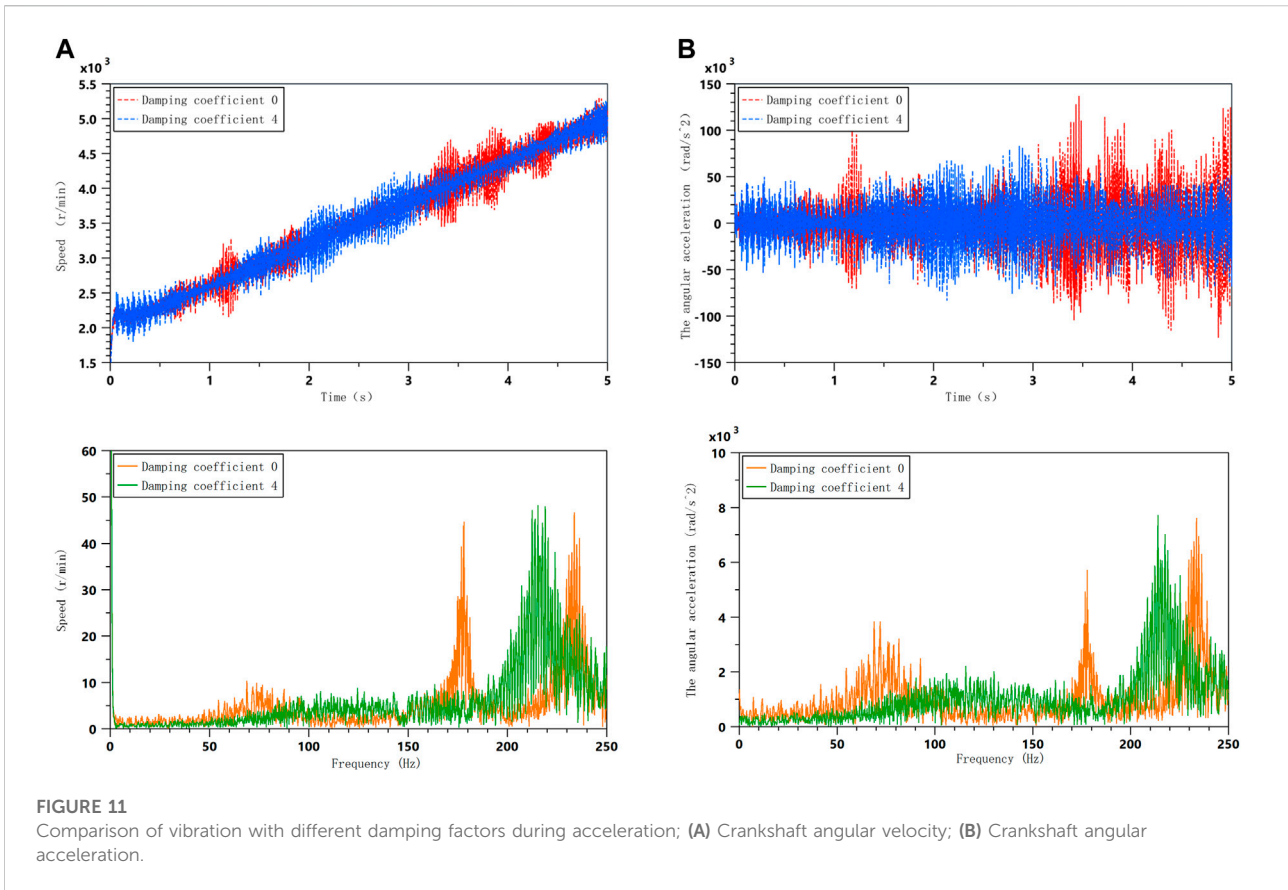 A
×10³
5.5
5.0
4.5
4.0
3.5
3.0
2.5
2.0
1.5
Speed (r/min)
Damping coefficient 0
Damping coefficient 4
0 1 2 3 4 5
Time (s)
B
×10³
150
100
50
0
-50
-100
-150
The angular acceleration (rad/s^2)
Damping coefficient 0
Damping coefficient 4
0 1 2 3 4 5
Time (s)
60
50
40
30
20
10
0
Speed (r/min)
Damping coefficient 0
Damping coefficient 4
0 50 100 150 200 250
Frequency (Hz)
×10³
10
8
6
4
2
0
The angular acceleration (rad/s^2)
Damping coefficient 0
Damping coefficient 4
0 50 100 150 200 250
Frequency (Hz)
FIGURE 11
Comparison of vibration with different damping factors during acceleration; (A) Crankshaft angular velocity; (B) Crankshaft angular
acceleration.